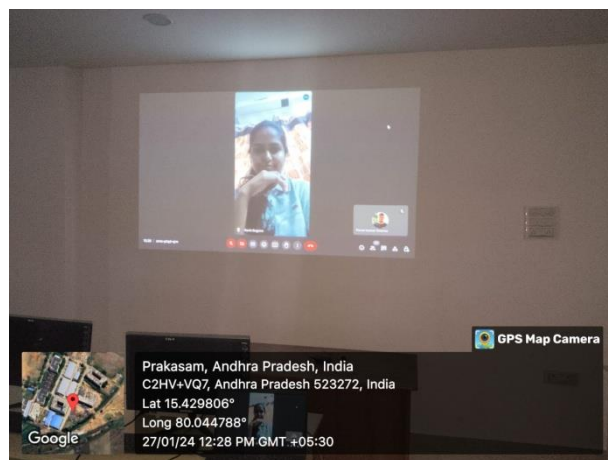 GPS Map Camera
Prakasam, Andhra Pradesh, India
C2HV+VQ7, Andhra Pradesh 523272, India
Lat 15.429806°
Long 80.044788°
27/01/24 12:28 PM GMT +05:30
Google